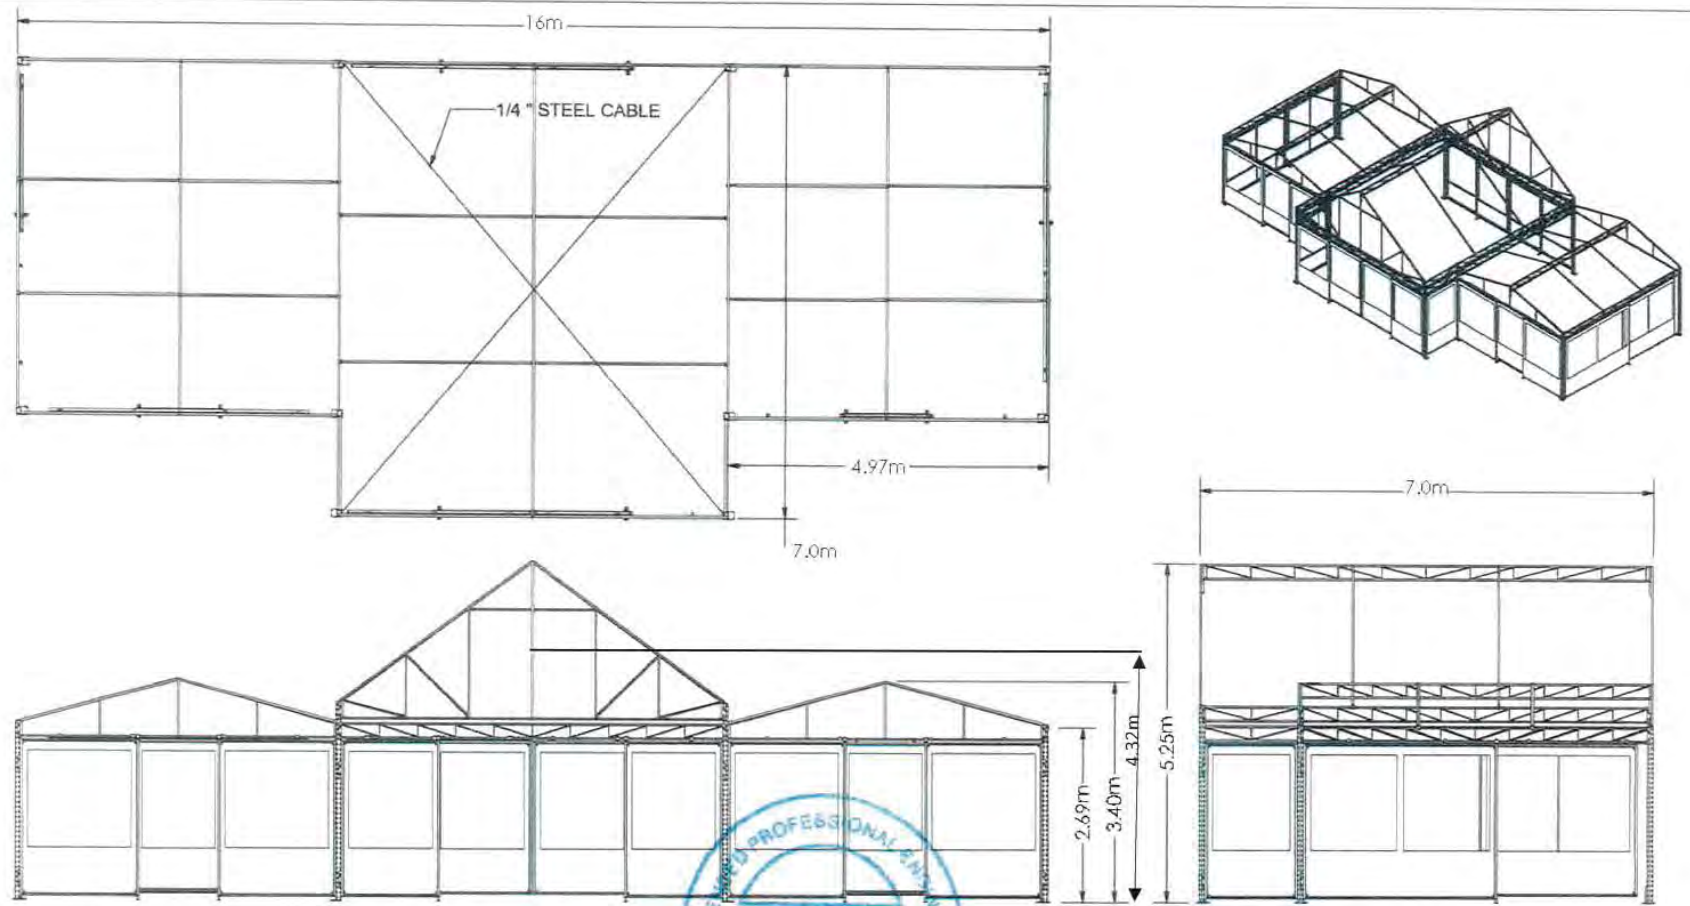 16m
1/4 " STEEL CABLE
4.97m
7.0m
7.0m
2.69m
3.40m
4.32m
5.25m
PROFESSIONAL